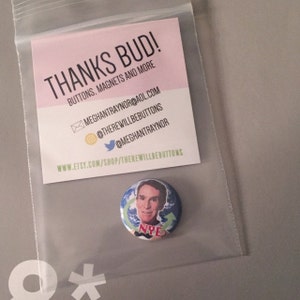 THANKS BUD!
BUTTONS, MAGNETS AND MORE
MEGHANTRAYNOR@AOL.COM
@THEREWILLBEBUTTONS
@MEGHANTRAYNOR
WWW.ETSY.COM/SHOP/THEREWILLBEBUTTONS
NYE